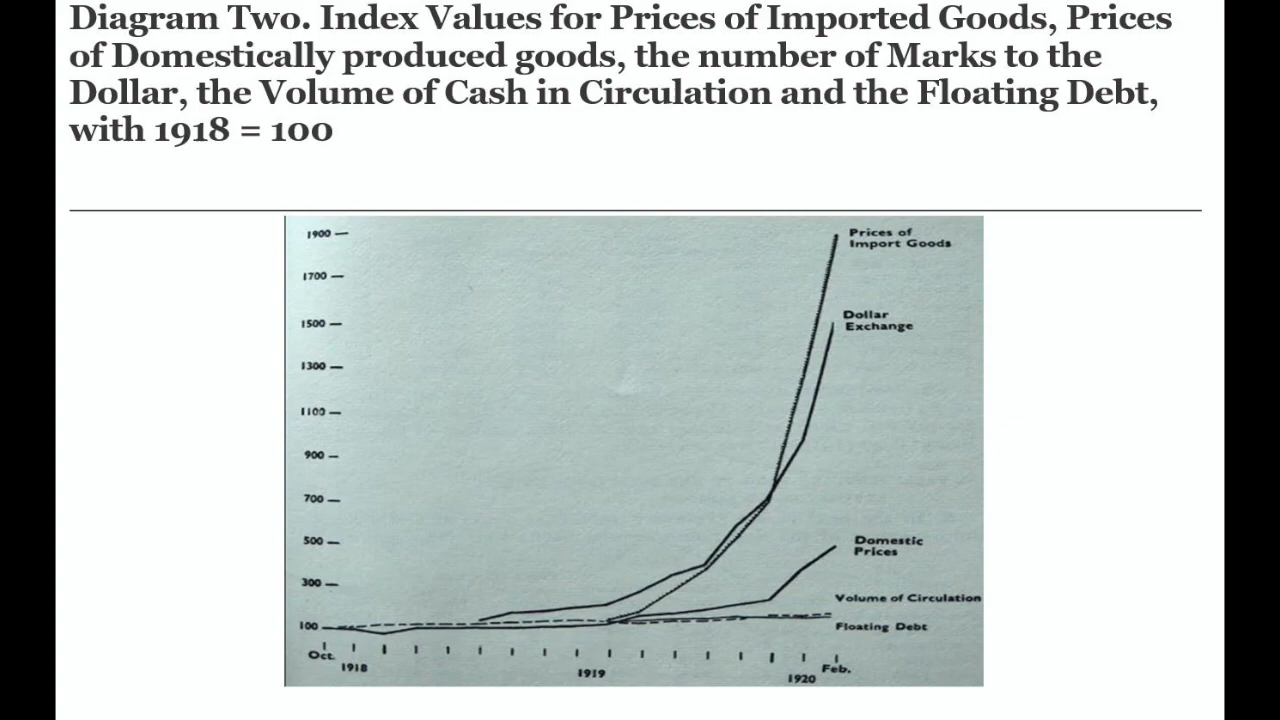 Diagram Two. Index Values for Prices of Imported Goods, Prices
of Domestically produced goods, the number of Marks to the
Dollar, the Volume of Cash in Circulation and the Floating Debt,
with 1918 = 100
1900
Prices of
Import Goods
1700
1500
Dollar
Exchange
1300
1100
900
700
500
Domestic
Prices
300
Volume of Circulation
100
Floating Debt
Oct.
1918
1919
1920
Feb.